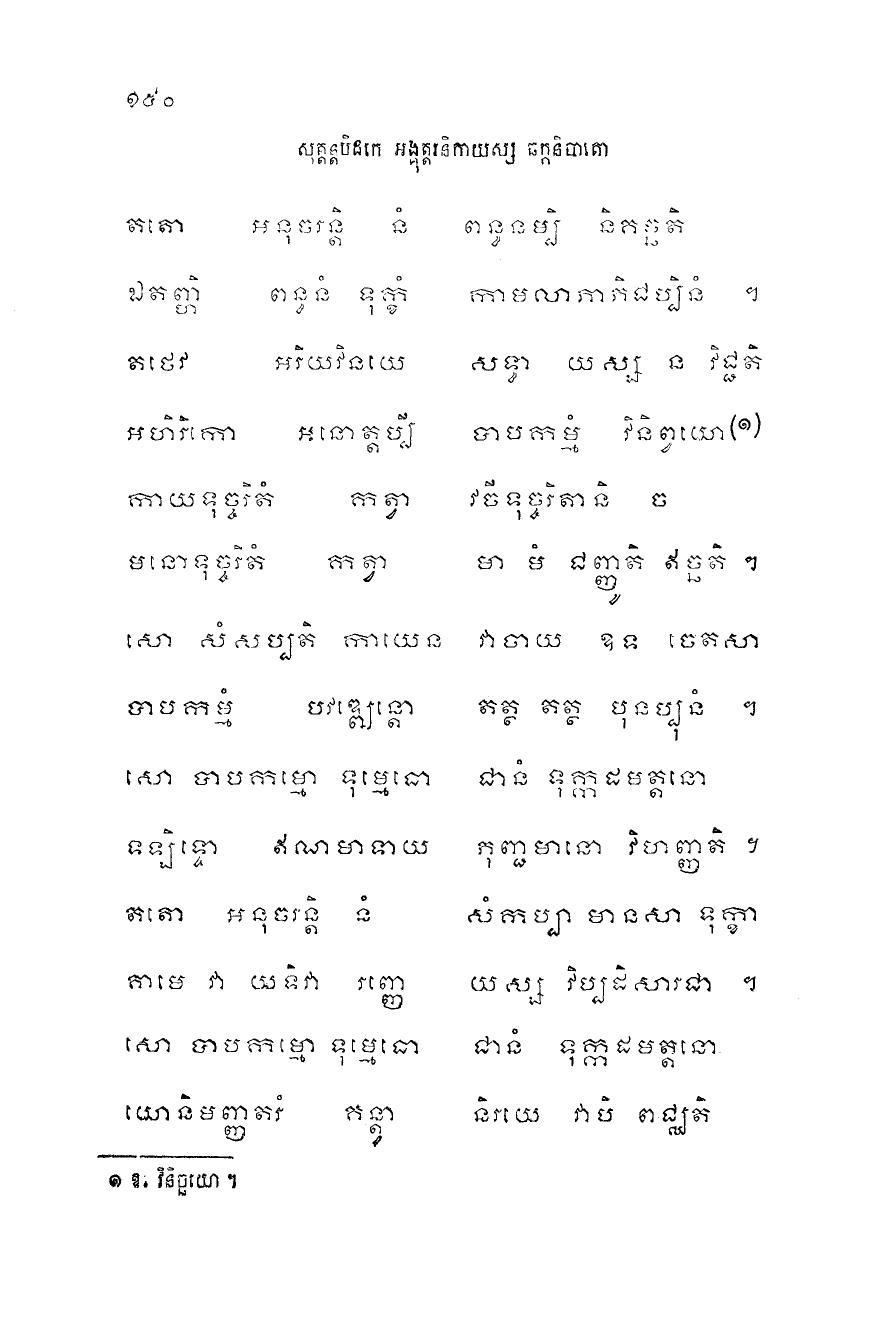 ១៥០
សុត្តន្តបិដកេ អង្គុត្តរនិកាយស្ស ឆក្កនិបាតោ
តតោ អនុចរន្តិ នំ ពន្ធនម្បិ និគច្ឆតិ
ឯតញ្ហិ ពន្ធនំ ទុក្ខំ កាមលាភាភិជប្បិនំ ។
តថេវ អរិយវិនយេ សទ្ធា យស្ស ន វិជ្ជតិ
អហិរិកោ អនោត្តប្បី បាបកម្មំ វិនិព្វយោ(១)
កាយទុច្ចរិតំ កត្វា វចីទុច្ចរិតានិ ច
មនោទុច្ចរិតំ កត្វា មា មំ ជញ្ញូតិ ឥច្ឆតិ ។
សោ សំសប្បតិ កាយេន វាចាយ ឧទ ចេតសា
បាបកម្មំ បវឌ្ឍេន្តោ តត្ថ តត្ថ បុនប្បុនំ ។
សោ បាបកម្មោ ទុម្មេធោ ជានំ ទុក្កដមត្តនោ
ទឡិទ្ទោ ឥណមាទាយ ភុញ្ជមានោ វិហញ្ញតិ ។
តតោ អនុចរន្តិ នំ សំកប្បា មានសា ទុក្ខា
គាមេ វា យទិវា រញ្ញេ យស្ស វិប្បដិសារជា ។
សោ បាបកម្មោ ទុម្មេធោ ជានំ ទុក្កដមត្តនោ
យោនិមញ្ញតរំ គន្ត្វា និរយេ វាបិ ពជ្ឈតិ
១ ឱ. វិនិច្ឆយោ ។